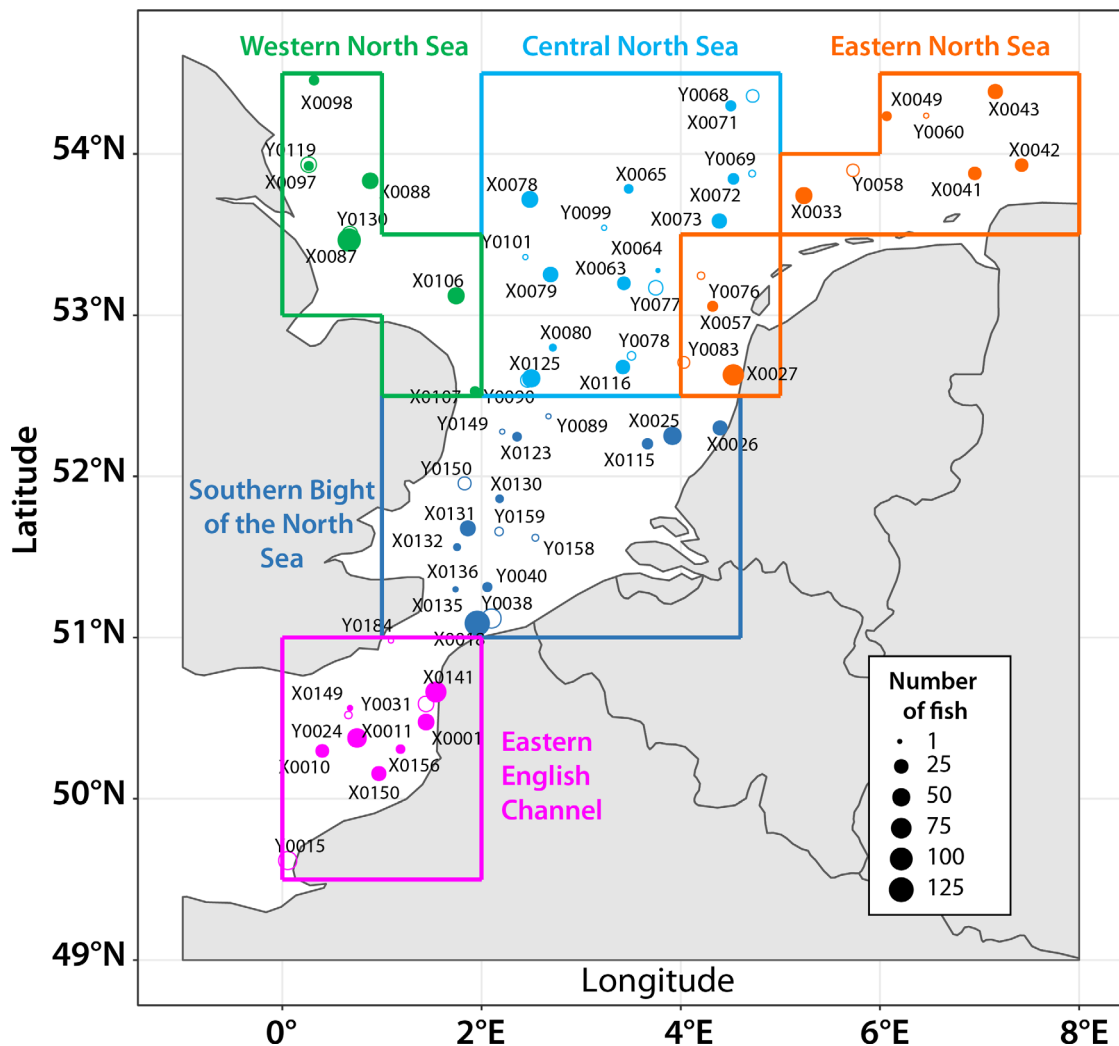 Western North Sea
Central North Sea
Eastern North Sea
X0098
Y0068
X0071
X0049
Y0060
X0043
54°N
Y0119
X0097
X0088
X0078
X0065
Y0069
X0072
Y0058
X0042
X0041
X0033
Y0130
X0087
Y0099
X0073
Y0101
X0064
X0063
X0079
Y0077
X0106
Y0076
X0057
53°N
X0080
Y0078
Y0083
X0125
X0116
X0027
X0107
Y0090
Y0149
Y0089
X0025
X0123
X0115
X0026
52°N
Y0150
X0130
Southern Bight
of the North
Sea
X0131
Y0159
X0132
Y0158
X0136
Y0040
X0135
Y0038
Y0184
X0018
51°N
X0141
X0149
Y0031
Y0024
X0011
X0001
X0010
X0156
X0150
Eastern
English
Channel
50°N
Y0015
49°N
Latitude
Number
of fish
1
25
50
75
100
125
Longitude
0°
2°E
4°E
6°E
8°E